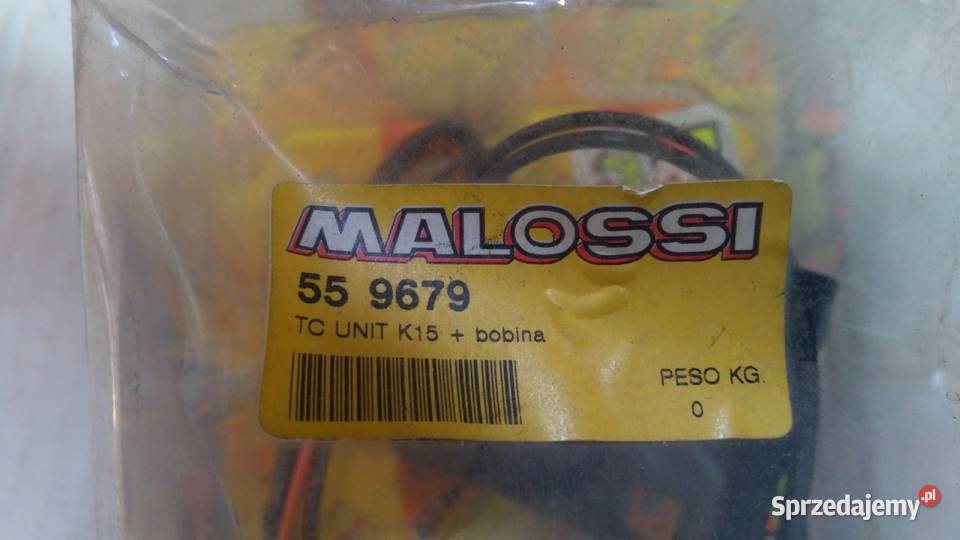 MALOSSI
55 9679
TC UNIT K15 + bobina
PESO KG.
0
Sprzedajemy.pl